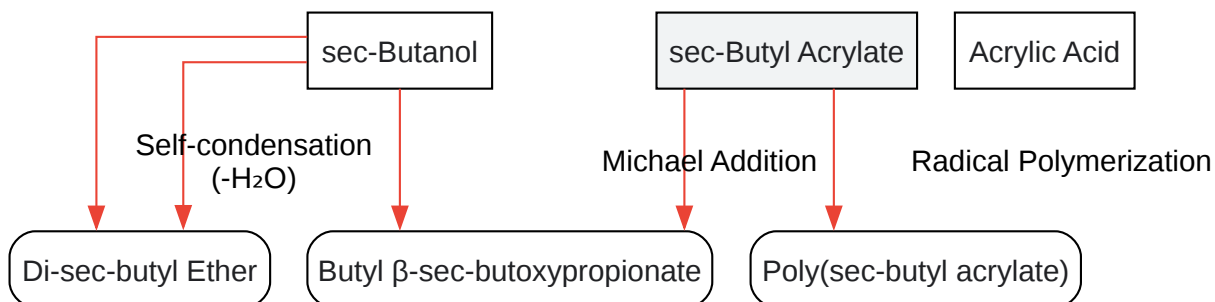 sec-Butanol
sec-Butyl Acrylate
Acrylic Acid
Self-condensation
(-H₂O)
Michael Addition
Radical Polymerization
Di-sec-butyl Ether
Butyl β-sec-butoxypropionate
Poly(sec-butyl acrylate)